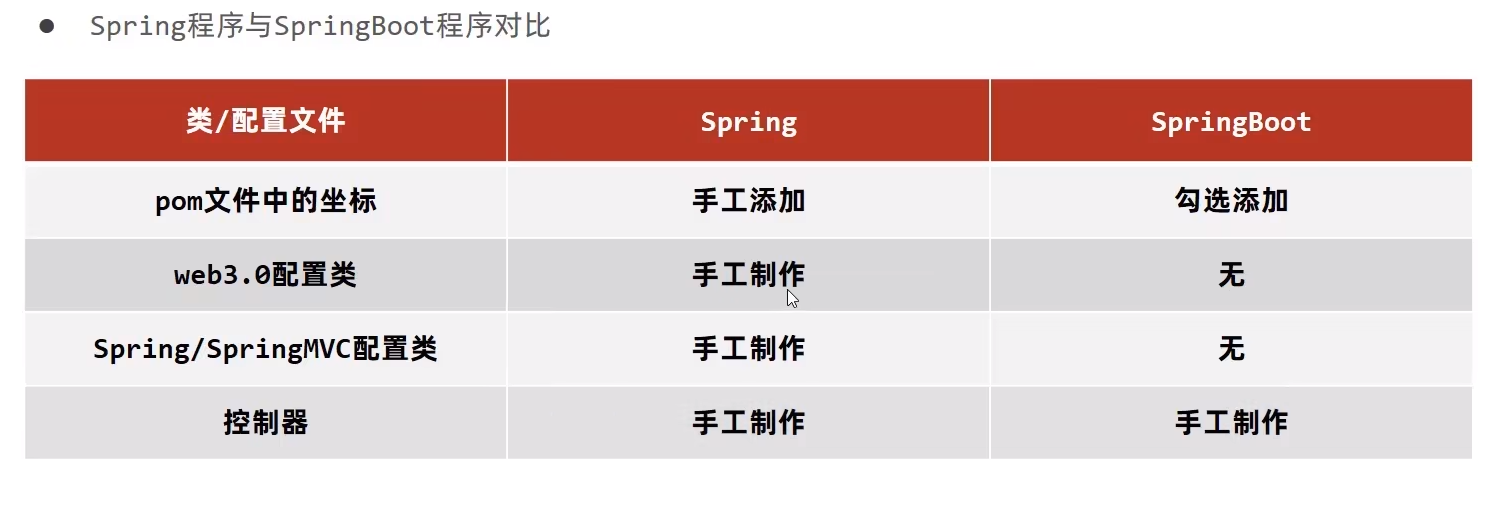 ● Spring程序与SpringBoot程序对比
类/配置文件 Spring SpringBoot
pom文件中的坐标 手工添加 勾选添加
web3.0配置类 手工制作 无
Spring/SpringMVC配置类 手工制作 无
控制器 手工制作 手工制作